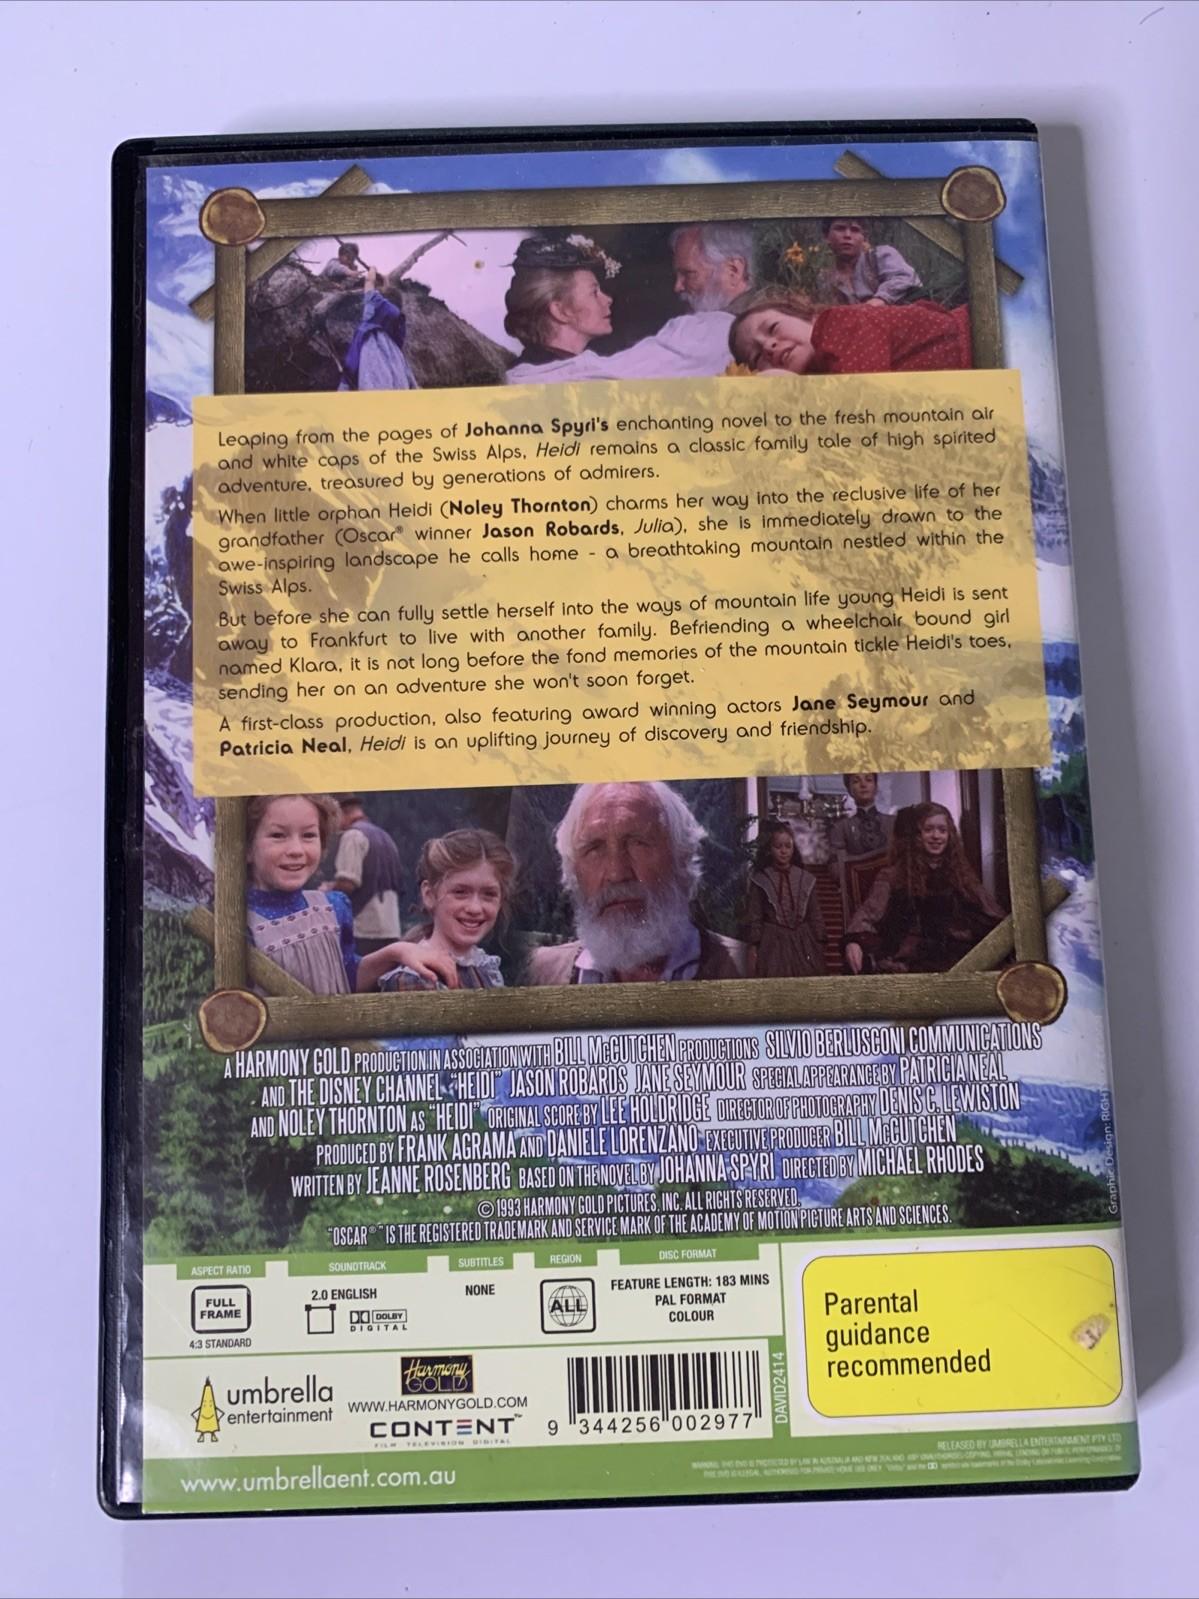 Leaping from the pages of Johanna Spyri's enchanting novel to the fresh mountain air
and white caps of the Swiss Alps, Heidi remains a classic family tale of high spirited
adventure, treasured by generations of admirers.
When little orphan Heidi (Noley Thornton) charms her way into the reclusive life of her
grandfather (Oscar® winner Jason Robards, Julia), she is immediately drawn to the
awe-inspiring landscape he calls home - a breathtaking mountain nestled within the
Swiss Alps.
But before she can fully settle herself into the ways of mountain life young Heidi is sent
away to Frankfurt to live with another family. Befriending a wheelchair bound girl
named Klara, it is not long before the fond memories of the mountain tickle Heidi's toes,
sending her on an adventure she won't soon forget.
A first-class production, also featuring award winning actors Jane Seymour and
Patricia Neal, Heidi is an uplifting journey of discovery and friendship.
A HARMONY GOLD PRODUCTION IN ASSOCIATION WITH BILL McCUTCHEN PRODUCTIONS SILVIO BERLUSCONI COMMUNICATIONS
AND THE DISNEY CHANNEL "HEIDI" JASON ROBARDS JANE SEYMOUR SPECIAL APPEARANCE BY PATRICIA NEAL
AND NOLEY THORNTON AS "HEIDI" ORIGINAL SCORE BY LEE HOLDRIDGE DIRECTOR OF PHOTOGRAPHY DENIS C. LEWISTON
PRODUCED BY FRANK AGRAMA AND DANIELE LORENZANO EXECUTIVE PRODUCER BILL McCUTCHEN
WRITTEN BY JEANNE ROSENBERG BASED ON THE NOVEL BY JOHANNA SPYRI DIRECTED BY MICHAEL RHODES
© 1993 HARMONY GOLD PICTURES, INC. ALL RIGHTS RESERVED.
"OSCAR®" IS THE REGISTERED TRADEMARK AND SERVICE MARK OF THE ACADEMY OF MOTION PICTURE ARTS AND SCIENCES.
Graphic Design: RIGHT
ASPECT RATIO
FULL
FRAME
4:3 STANDARD
SOUNDTRACK
2.0 ENGLISH
DOLBY
DIGITAL
SUBTITLES
NONE
REGION
ALL
DISC FORMAT
FEATURE LENGTH: 183 MINS
PAL FORMAT
COLOUR
Parental
guidance
recommended
umbrella
entertainment
Harmony
GOLD
WWW.HARMONYGOLD.COM
CONTENT™
FILM TELEVISION DIGITAL
9 344256 002977
DAVID2414
www.umbrellaent.com.au
RELEASED BY UMBRELLA ENTERTAINMENT PTY LTD